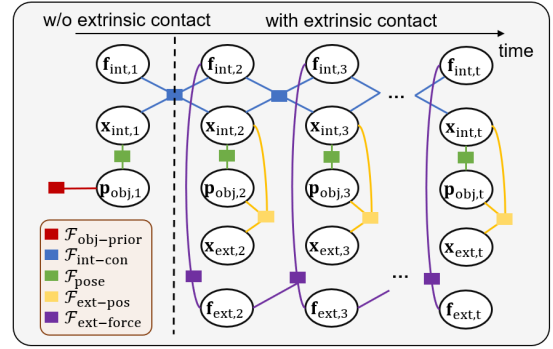 w/o extrinsic contact
with extrinsic contact
time
f_int,1 f_int,2 f_int,3 ... f_int,t
x_int,1 x_int,2 x_int,3 x_int,t
p_obj,1 p_obj,2 p_obj,3 p_obj,t
x_ext,2 x_ext,3 x_ext,t
...
f_ext,2 f_ext,3 f_ext,t
ℱ_obj−prior
ℱ_int−con
ℱ_pose
ℱ_ext−pos
ℱ_ext−force